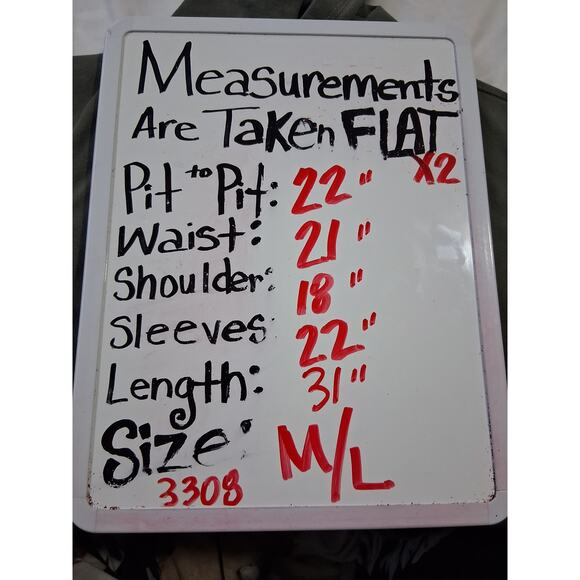 Measurements
Are Taken FLAT
X2
Pit to Pit: 22"
Waist: 21"
Shoulder: 18"
Sleeves: 22"
Length: 31"
Size: M/L
3308